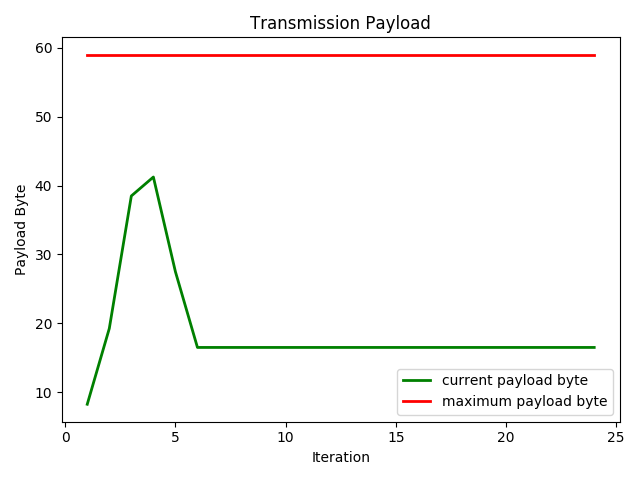 Transmission Payload
60
50
40
30
20
10
Payload Byte
current payload byte
maximum payload byte
0
5
10
15
20
25
Iteration